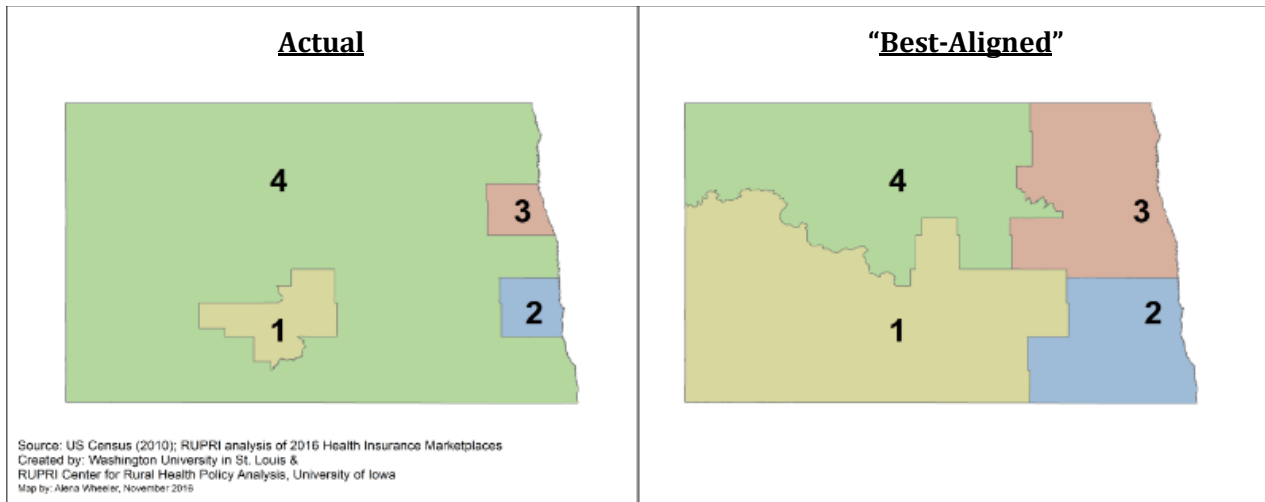 Actual
4
3
2
1
Source: US Census (2010); RUPRI analysis of 2016 Health Insurance Marketplaces
Created by: Washington University in St. Louis &
RUPRI Center for Rural Health Policy Analysis, University of Iowa
Map by: Alena Wheeler, November 2016
“Best-Aligned”
4
3
2
1